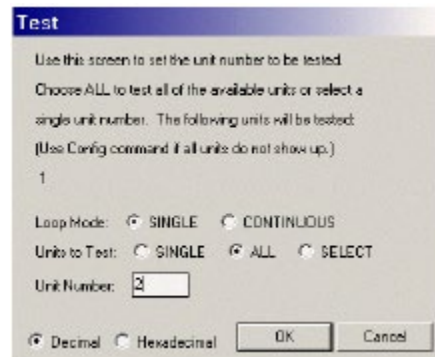 Test
Use this screen to set the unit number to be tested.
Choose ALL to test all of the available units or select a
single unit number. The following units will be tested:
(Use Config command if all units do not show up.)
1
Loop Mode: SINGLE CONTINUOUS
Units to Test: SINGLE ALL SELECT
Unit Number: 2
Decimal Hexadecimal OK Cancel